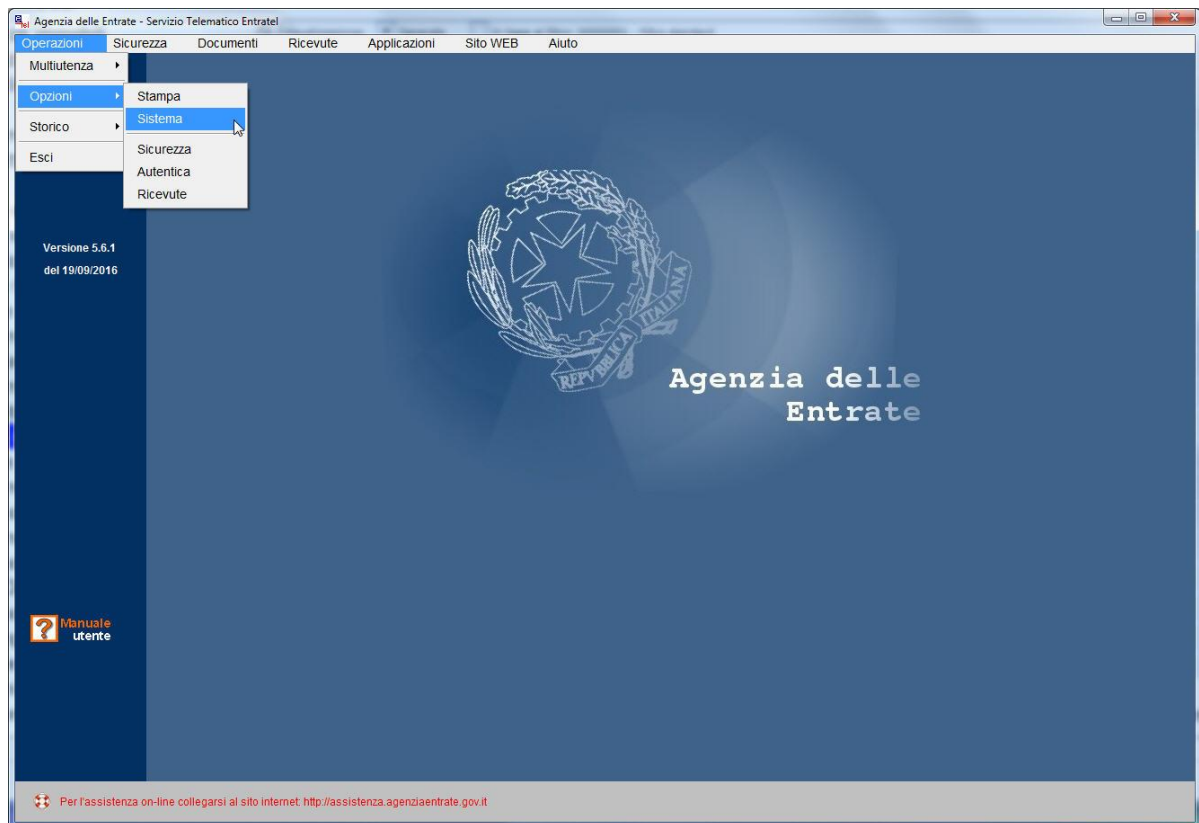 Agenzia delle Entrate - Servizio Telematico Entratel
Operazioni Sicurezza Documenti Ricevute Applicazioni Sito WEB Aiuto
Multiutenza
Opzioni
Storico
Esci
Stampa
Sistema
Sicurezza
Autentica
Ricevute
Versione 5.6.1
del 19/09/2016
REPVBBLICA ITALIANA
Agenzia delle
Entrate
Manuale
utente
Per l'assistenza on-line collegarsi al sito internet: http://assistenza.agenziaentrate.gov.it